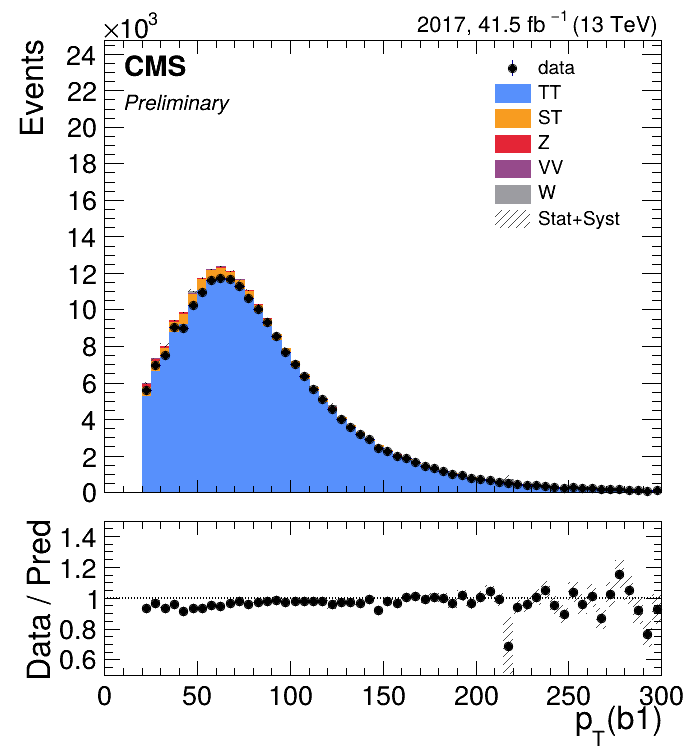 ×10³
2017, 41.5 fb⁻¹ (13 TeV)
Events
CMS
Preliminary
data
TT
ST
Z
VV
W
Stat+Syst
24
22
20
18
16
14
12
10
8
6
4
2
0
Data / Pred
1.4
1.2
1
0.8
0.6
0 50 100 150 200 250 300
p_T(b1)